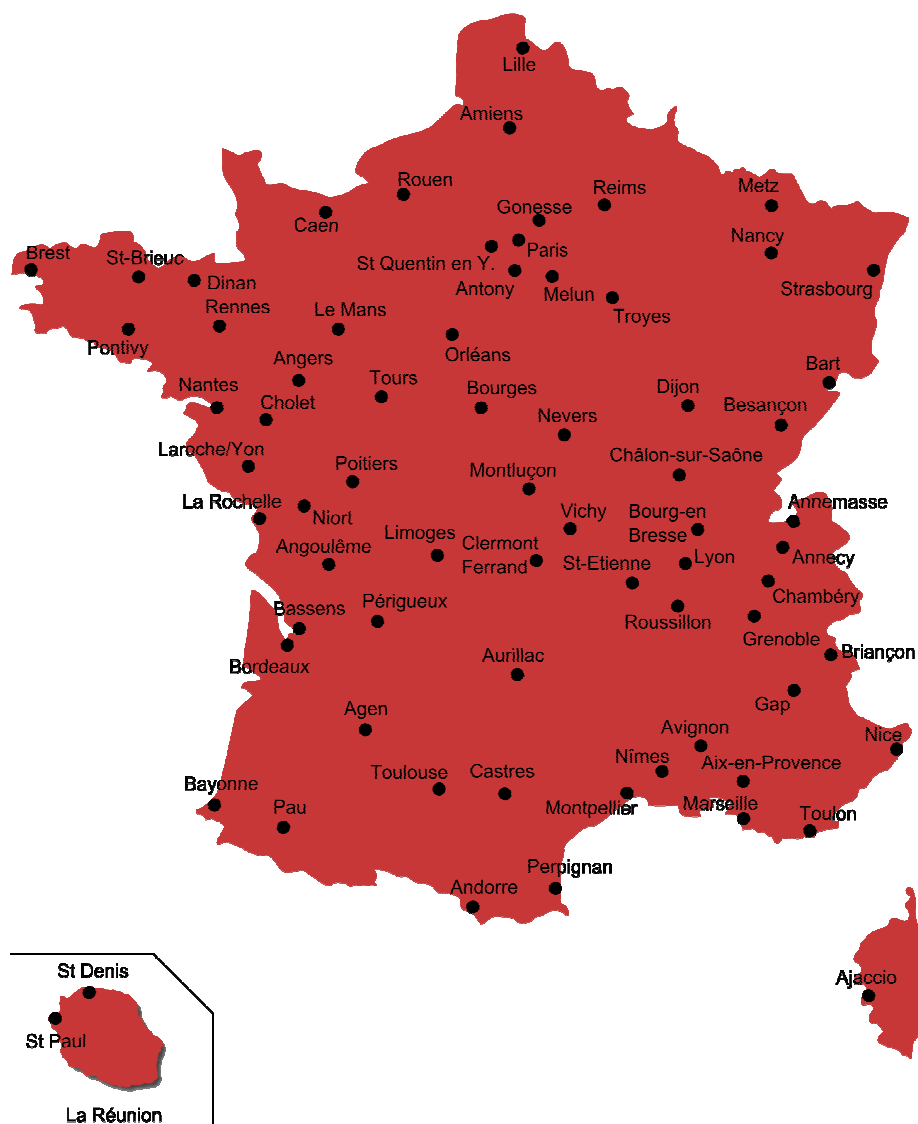 Lille
Amiens
Rouen
Reims
Metz
Gonesse
Caen
Nancy
Paris
Brest
St-Brieuc
St Quentin en Y.
Dinan
Antony
Melun
Strasbourg
Rennes
Le Mans
Troyes
Pontivy
Orléans
Angers
Bart
Nantes
Tours
Bourges
Dijon
Cholet
Besançon
Nevers
Laroche/Yon
Poitiers
Montluçon
Châlon-sur-Saône
La Rochelle
Niort
Vichy
Bourg-en
Bresse
Annemasse
Limoges
Clermont
Ferrand
Angoulême
St-Etienne
Lyon
Annecy
Chambéry
Bassens
Périgueux
Roussillon
Grenoble
Bordeaux
Aurillac
Briançon
Gap
Agen
Avignon
Nice
Nîmes
Aix-en-Provence
Bayonne
Toulouse
Castres
Pau
Montpellier
Marseille
Toulon
Perpignan
Andorre
St Denis
Ajaccio
St Paul
La Réunion